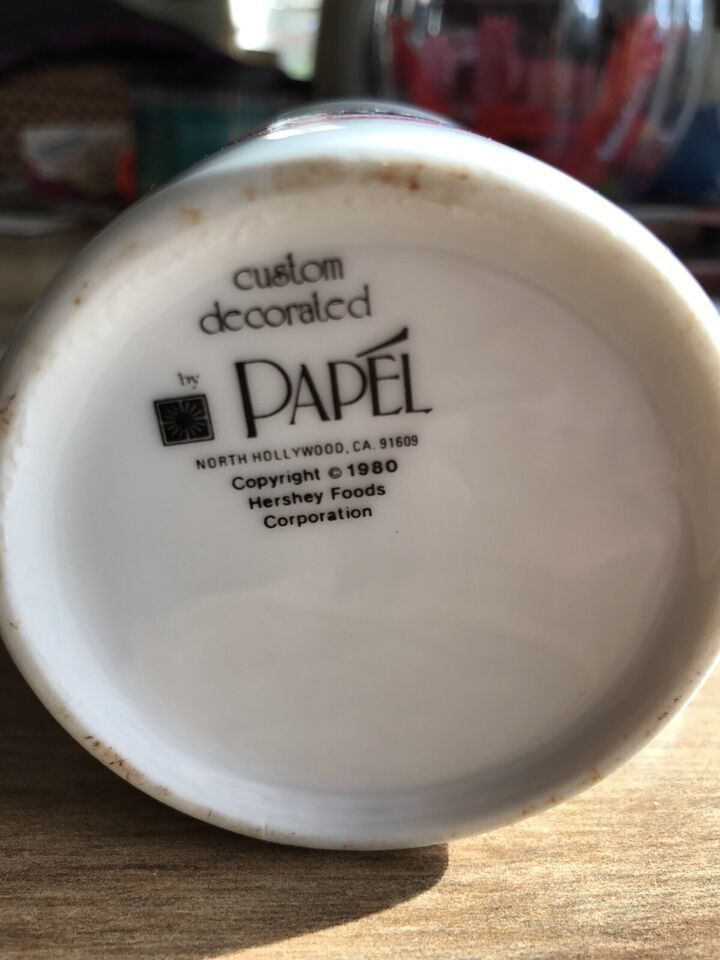 custom
decorated
by PAPÉL
NORTH HOLLYWOOD, CA. 91609
Copyright © 1980
Hershey Foods
Corporation